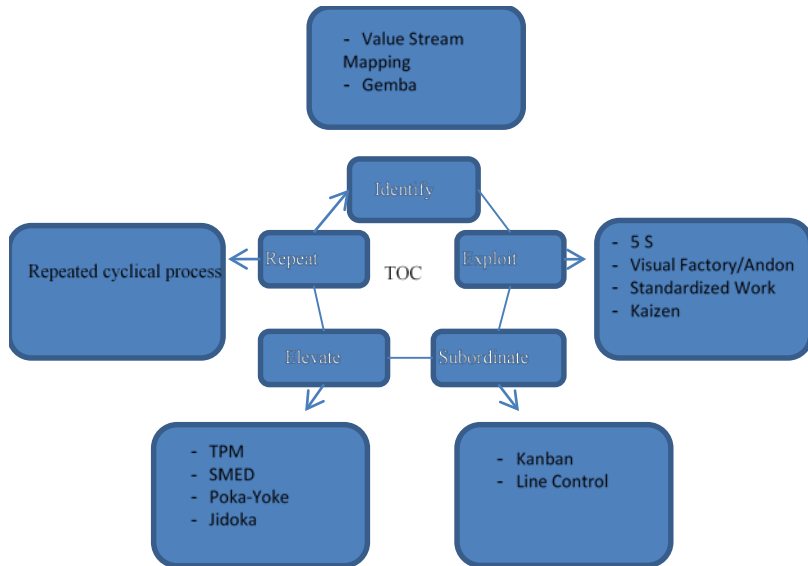 - Value Stream
Mapping
- Gemba
Identify
Repeat
TOC
Exploit
Repeated cyclical process
- 5 S
- Visual Factory/Andon
- Standardized Work
- Kaizen
Elevate
Subordinate
- TPM
- SMED
- Poka-Yoke
- Jidoka
- Kanban
- Line Control